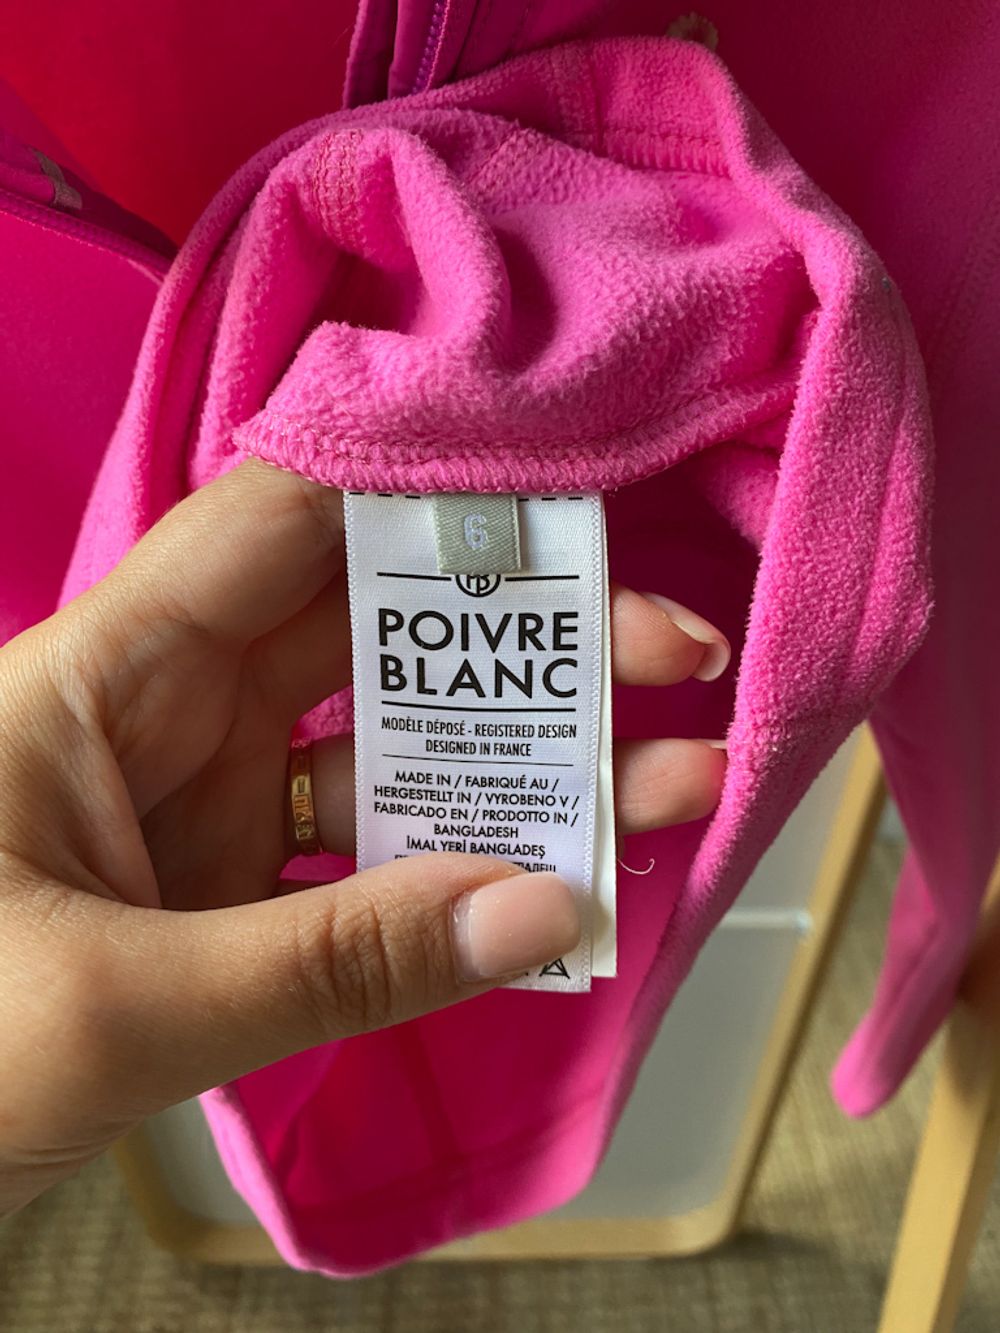 6
POIVRE
BLANC
MODÈLE DÉPOSÉ - REGISTERED DESIGN
DESIGNED IN FRANCE
MADE IN / FABRIQUÉ AU /
HERGESTELLT IN / VYROBENO V /
FABRICADO EN / PRODOTTO IN /
BANGLADESH
İMAL YERİ BANGLADEŞ